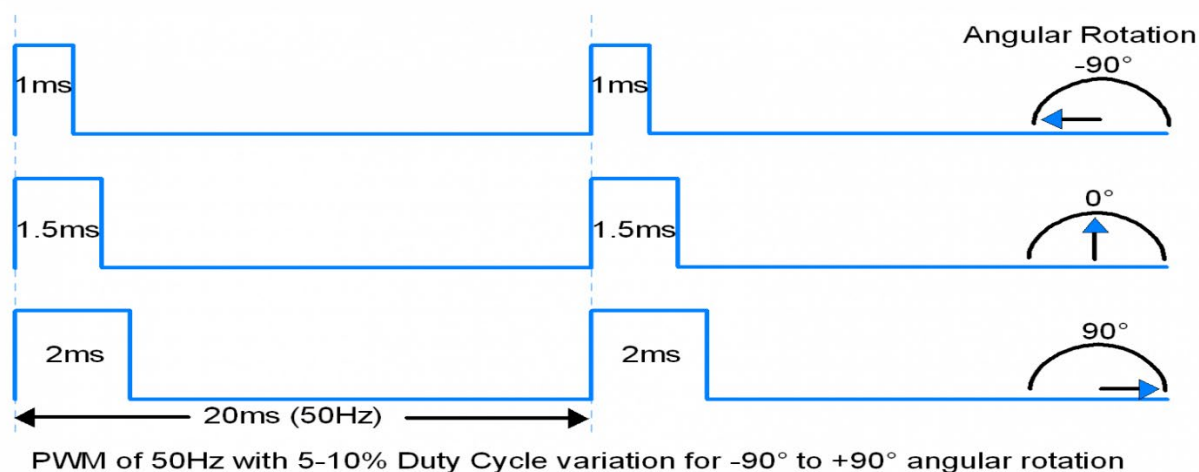 Angular Rotation
-90°
1ms
1ms
0°
1.5ms
1.5ms
90°
2ms
2ms
20ms (50Hz)
PWM of 50Hz with 5-10% Duty Cycle variation for -90° to +90° angular rotation